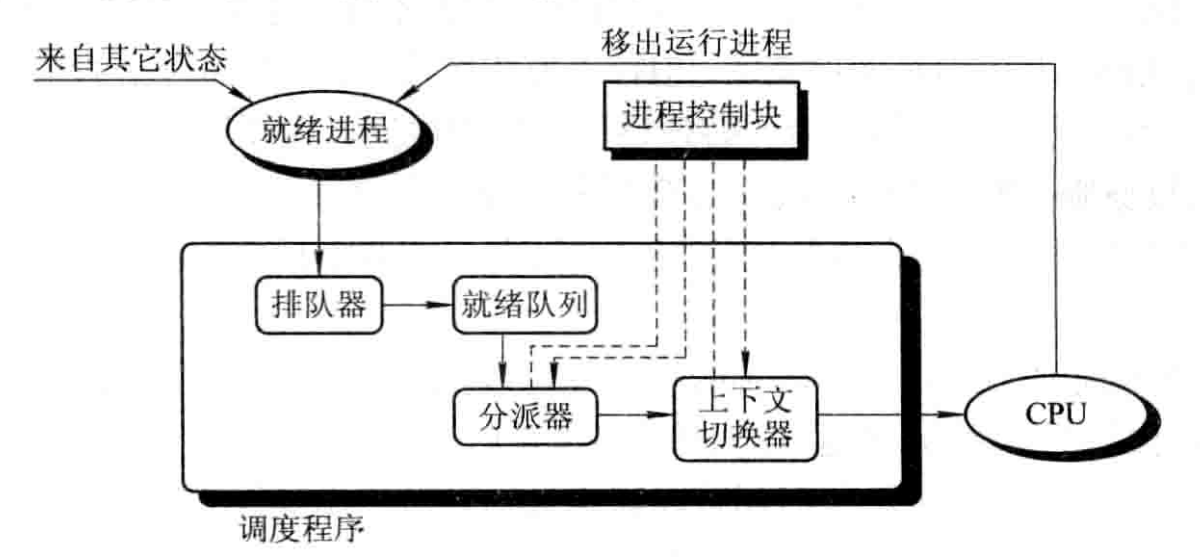 移出运行进程
来自其它状态
进程控制块
就绪进程
排队器
就绪队列
分派器
上下文
切换器
CPU
调度程序